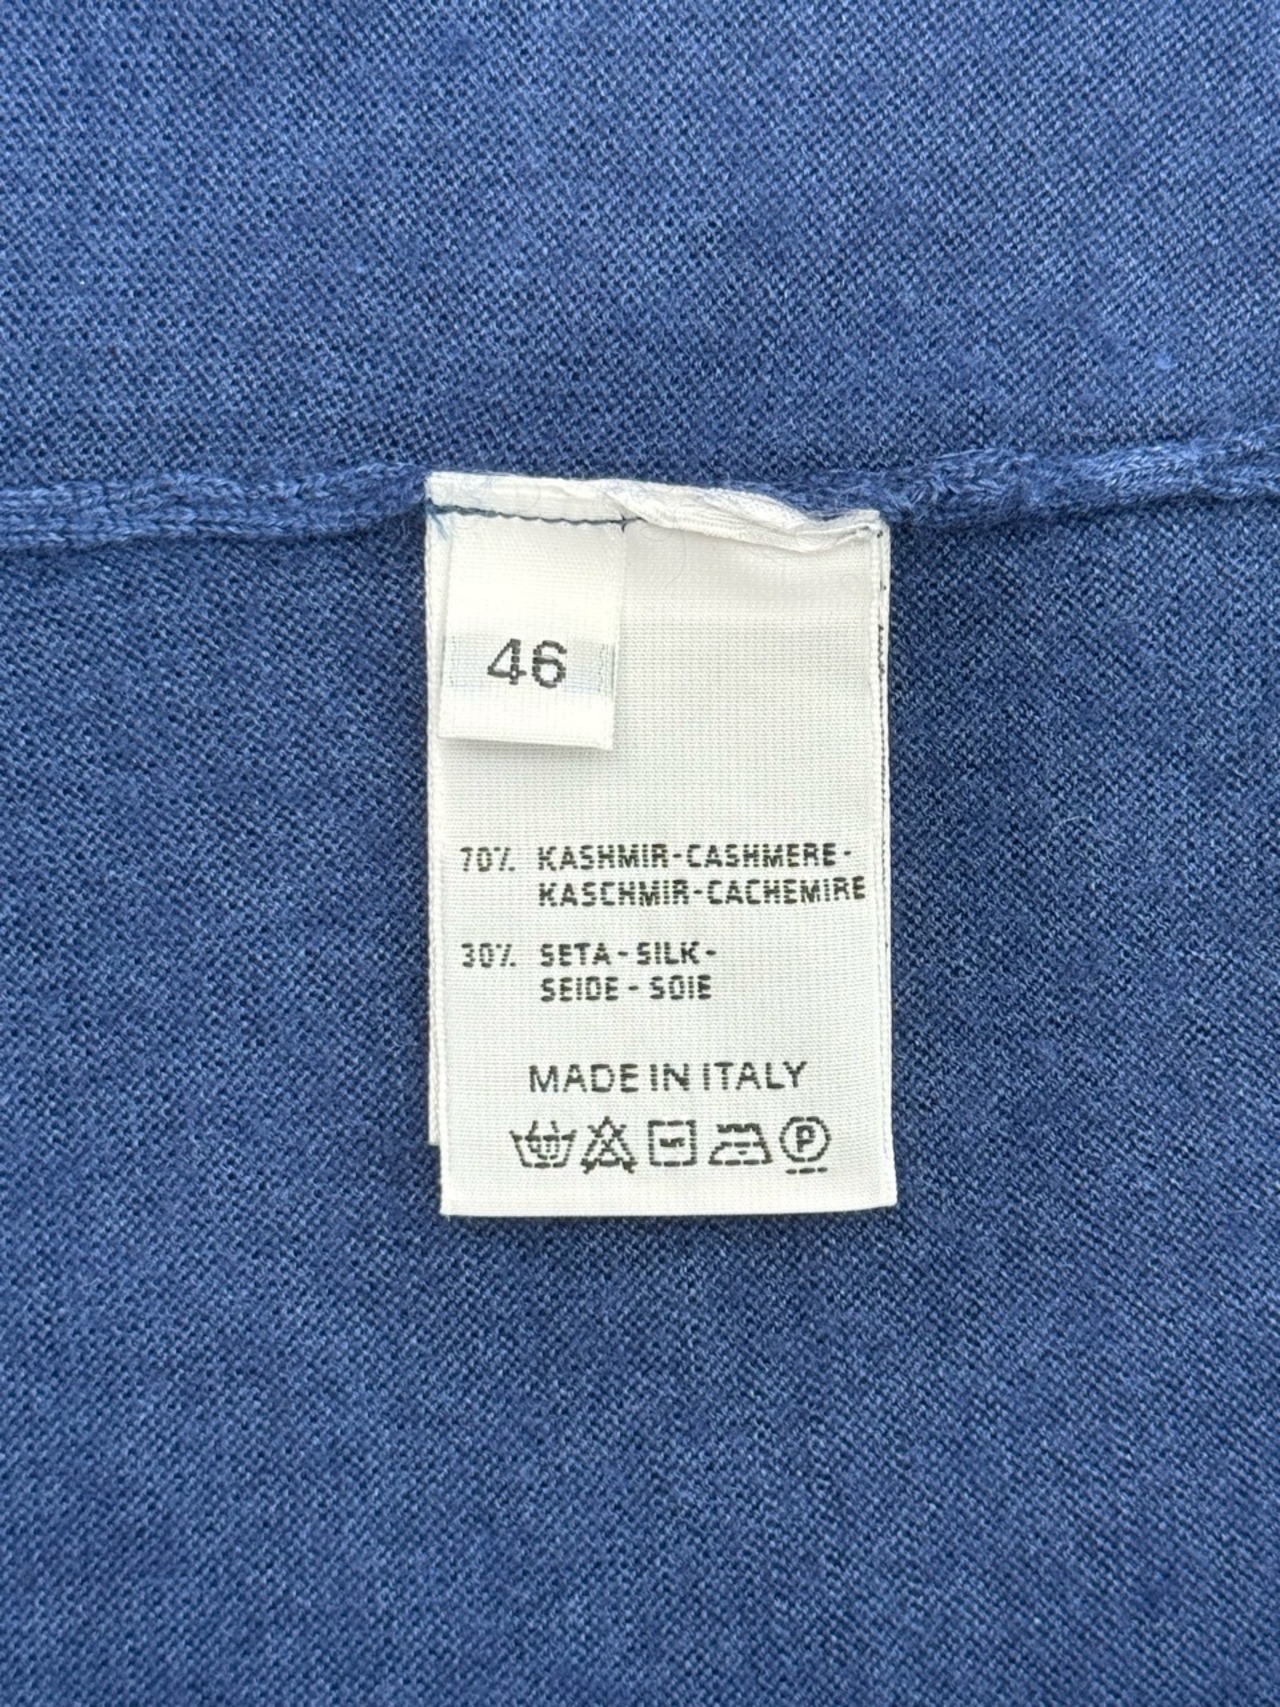 46
70% KASHMIR-CASHMERE-
KASCHMIR-CACHEMIRE
30% SETA-SILK-
SEIDE-SOIE
MADE IN ITALY
P